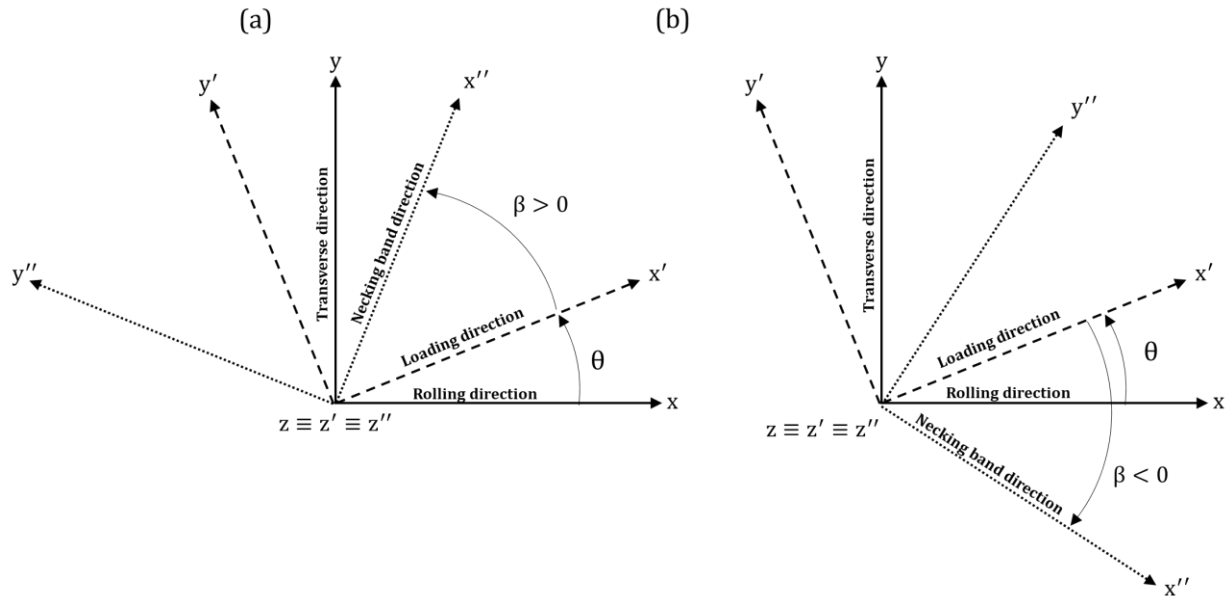 (a)
y
y′
x′′
Transverse direction
Necking band direction
β > 0
y′′
x′
Loading direction
θ
Rolling direction
x
z ≡ z′ ≡ z′′
(b)
y
y′
y′′
Transverse direction
x′
Loading direction
θ
Rolling direction
x
z ≡ z′ ≡ z′′
Necking band direction
β < 0
x′′